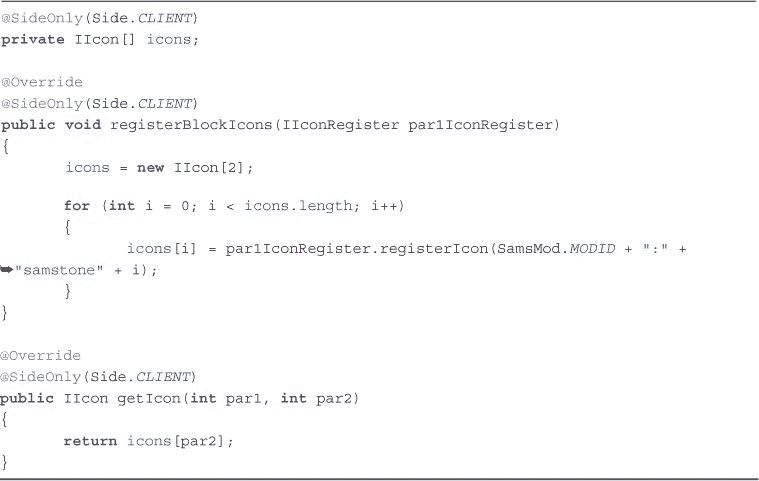 @SideOnly(Side.CLIENT)
private IIcon[] icons;
@Override
@SideOnly(Side.CLIENT)
public void registerBlockIcons(IIconRegister par1IconRegister)
{
icons = new IIcon[2];
for (int i = 0; i < icons.length; i++)
{
icons[i] = par1IconRegister.registerIcon(SamsMod.MODID + ":" +
➥"samstone" + i);
}
}
@Override
@SideOnly(Side.CLIENT)
public IIcon getIcon(int par1, int par2)
{
return icons[par2];
}